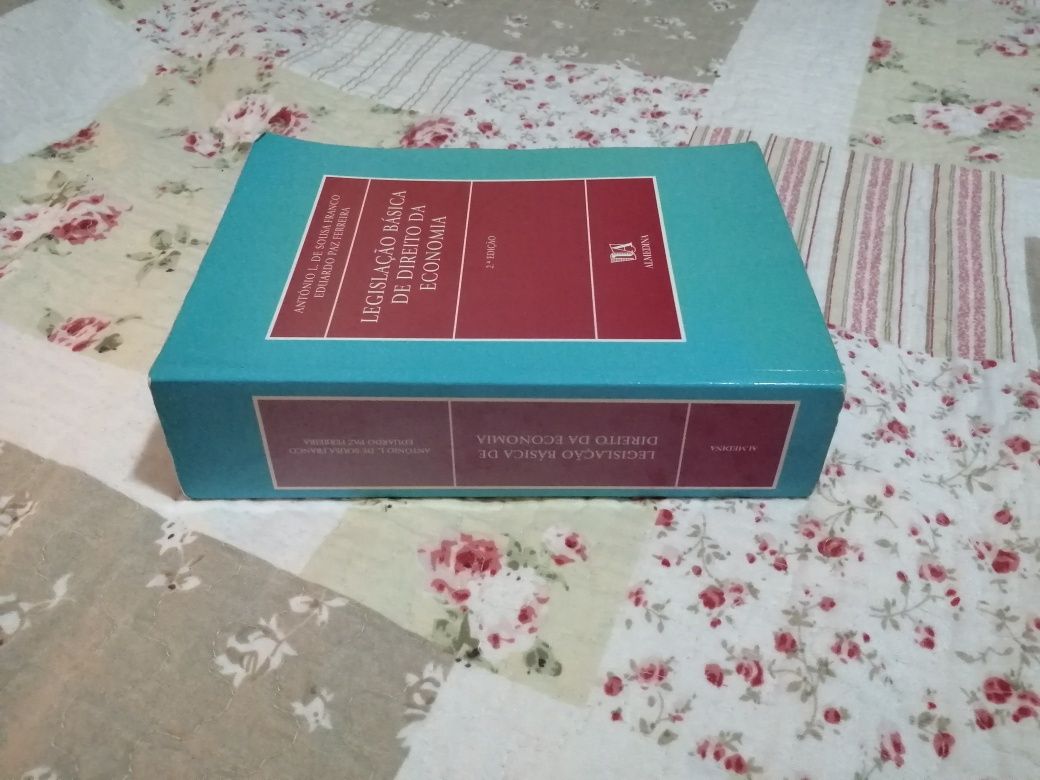 ANTÓNIO L. DE SOUSA FRANCO
EDUARDO PAZ FERREIRA
LEGISLAÇÃO BÁSICA
DE DIREITO DA
ECONOMIA
2.ª EDIÇÃO
ALMEDINA
ANTÓNIO L. DE SOUSA FRANCO
EDUARDO PAZ FERREIRA
LEGISLAÇÃO BÁSICA DE
DIREITO DA ECONOMIA
ALMEDINA